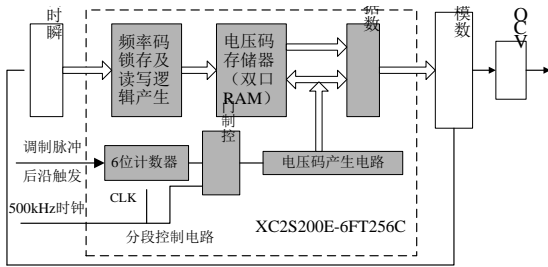 时
瞬
频率码
锁存及
读写逻
辑产生
电压码
存储器
(双口
RAM)
据
数
模
数
OCV
调制脉冲
后沿触发
6位计数器
门
制
控
电压码产生电路
500kHz时钟
CLK
分段控制电路
XC2S200E-6FT256C